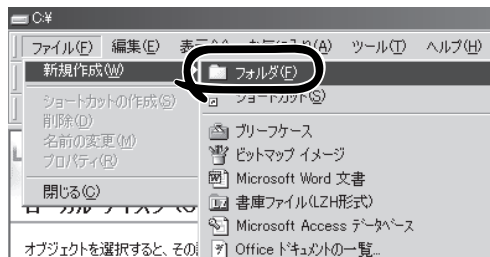 C:¥
ファイル(F) 編集(E) お気に入り(A) ツール(T) ヘルプ(H)
新規作成(W)
フォルダ(F)
ショートカットの作成(S)
ショートカット(S)
削除(D)
名前の変更(M)
プロパティ(R)
閉じる(C)
ブリーフケース
ビットマップ イメージ
Microsoft Word 文書
書庫ファイル(LZH形式)
Microsoft Access データベース
Office ドキュメントの一覧...
オブジェクトを選択すると、その